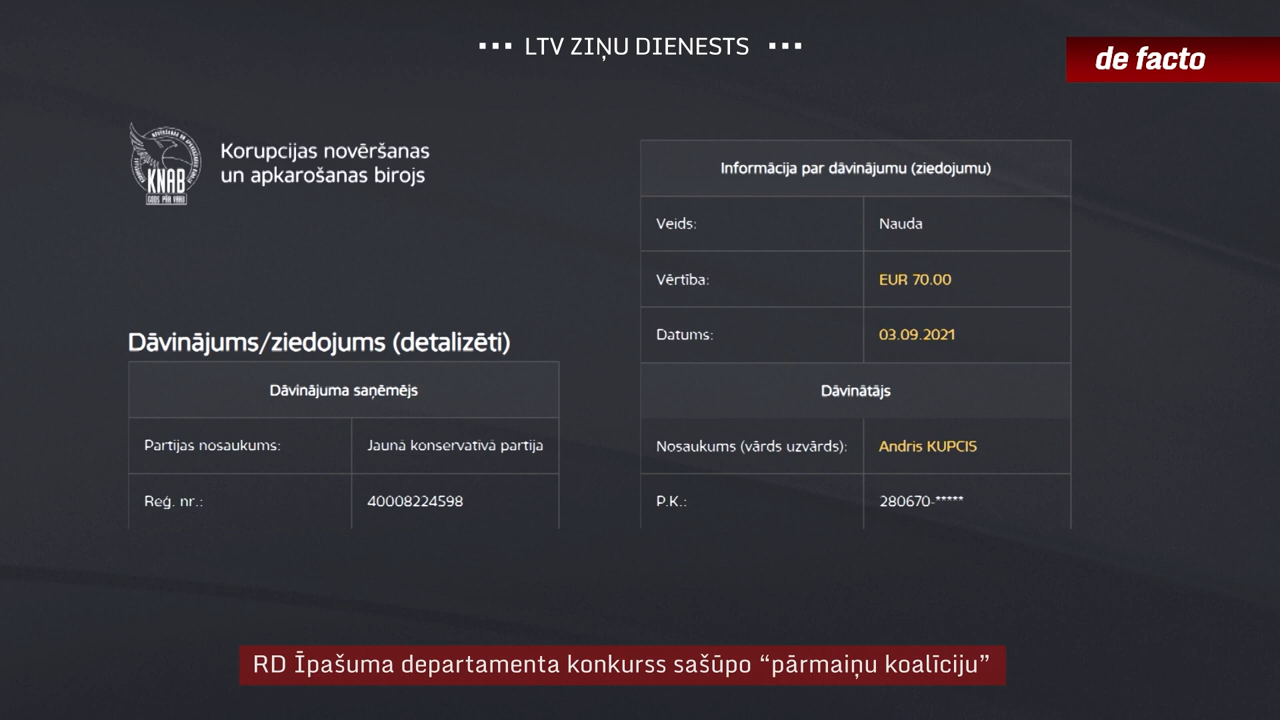 LTV ZIŅU DIENESTS
de facto
KNAB
Korupcijas novēršanas
un apkarošanas birojs
Dāvinājums/ziedojums (detalizēti)
Dāvinājuma saņēmējs
Partijas nosaukums: Jaunā konservatīvā partija
Reģ. nr.: 40008224598
Informācija par dāvinājumu (ziedojumu)
Veids: Nauda
Vērtība: EUR 70.00
Datums: 03.09.2021
Dāvinātājs
Nosaukums (vārds uzvārds): Andris KUPCIS
P.K.: 280670-*****
RD Īpašuma departamenta konkurss sašūpo “pārmaiņu koalīciju”